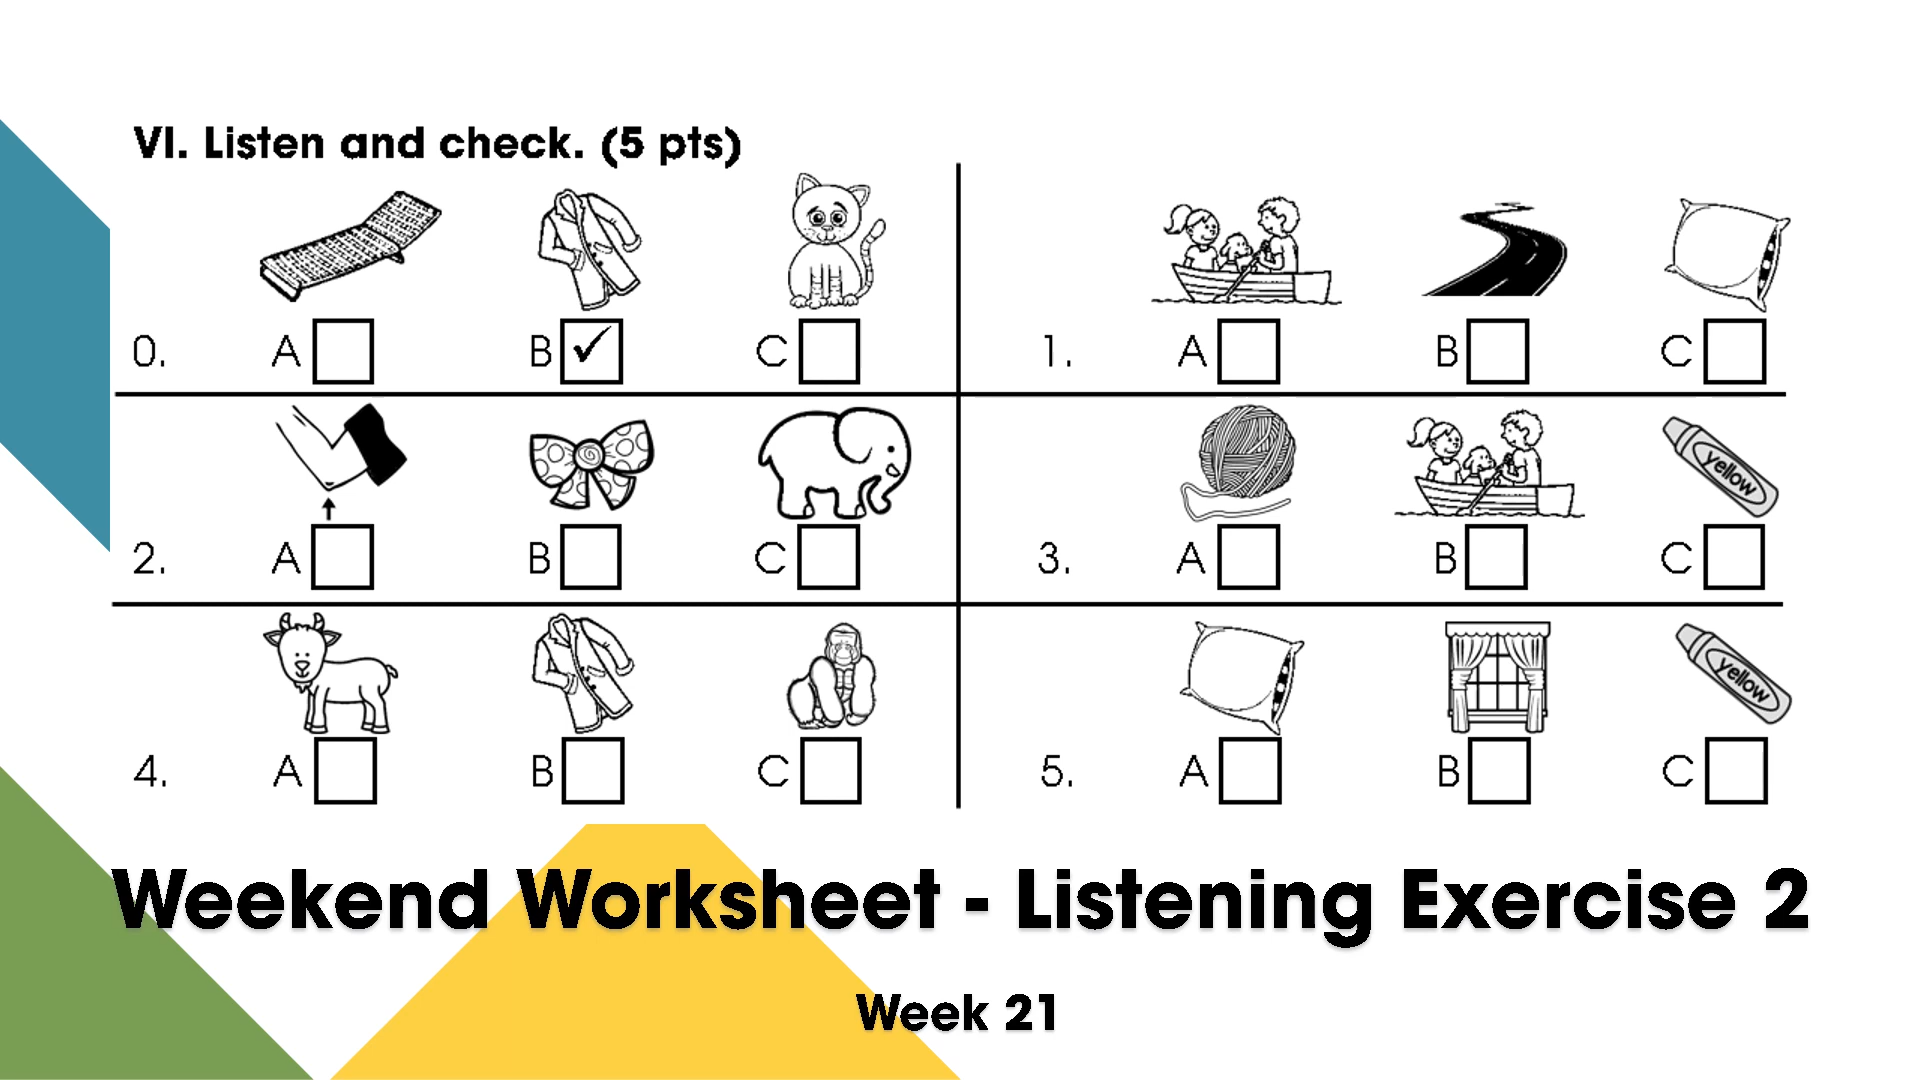 VI. Listen and check. (5 pts)
0. A B ✓ C
1. A B C
2. A B C
3. A B C
yellow
4. A B C
5. A B C
yellow
Weekend Worksheet - Listening Exercise 2
Week 21